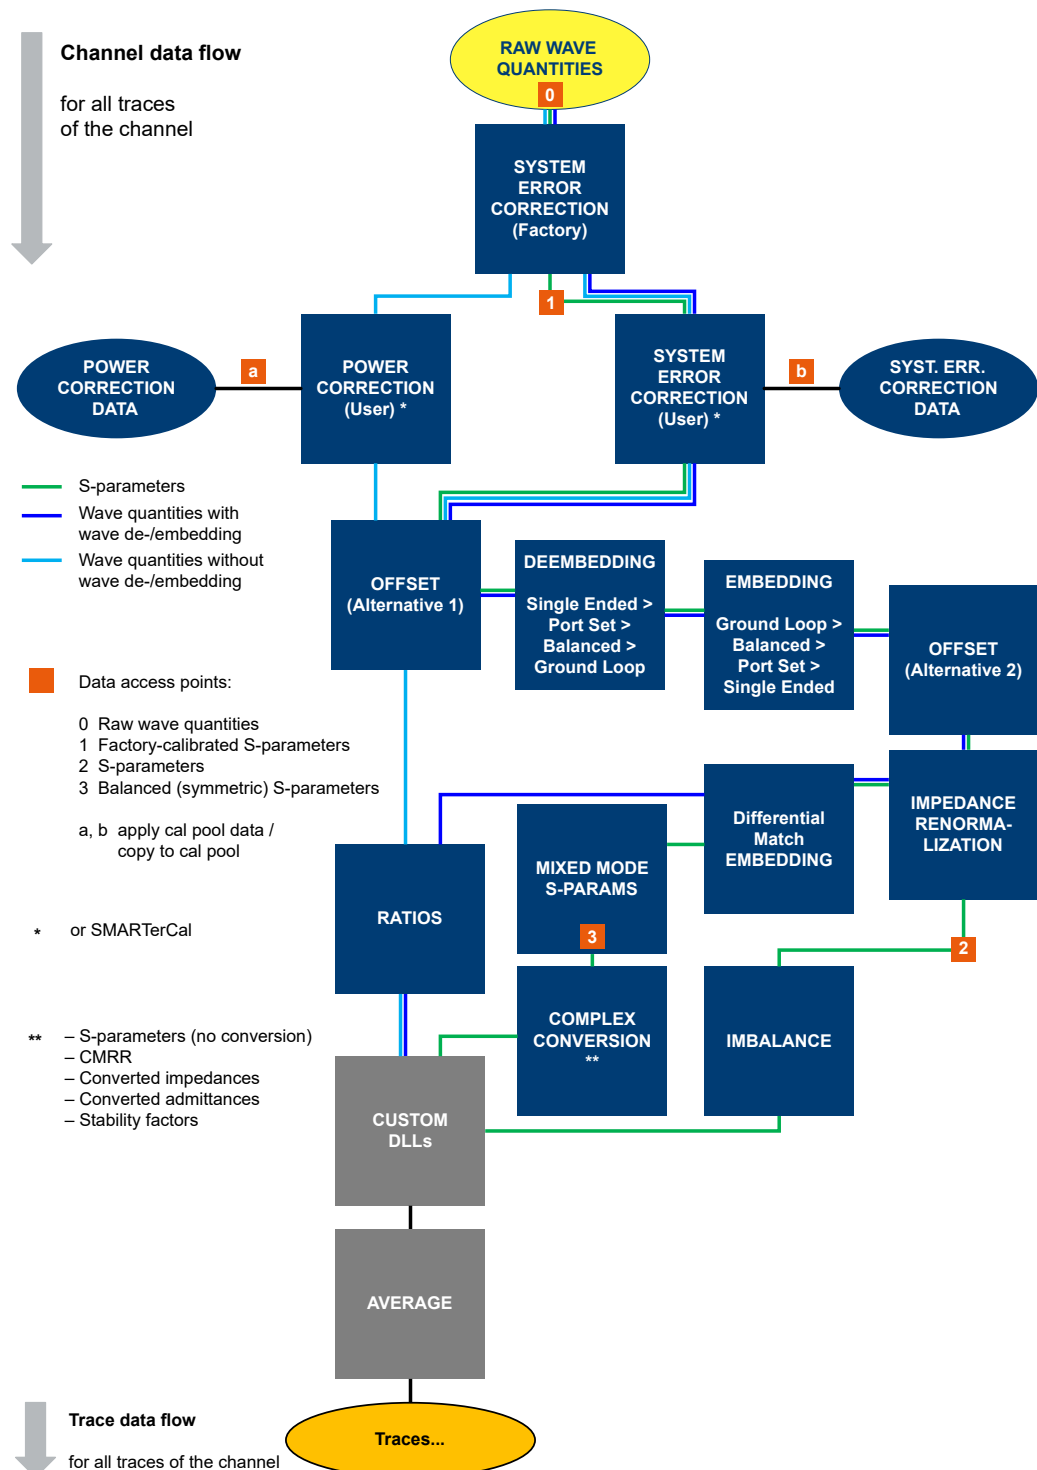 Channel data flow
for all traces
of the channel
RAW WAVE
QUANTITIES
0
SYSTEM
ERROR
CORRECTION
(Factory)
1
POWER
CORRECTION
DATA
a
POWER
CORRECTION
(User) *
SYSTEM
ERROR
CORRECTION
(User) *
b
SYST. ERR.
CORRECTION
DATA
S-parameters
Wave quantities with
wave de-/embedding
Wave quantities without
wave de-/embedding
OFFSET
(Alternative 1)
DEEMBEDDING
Single Ended >
Port Set >
Balanced >
Ground Loop
EMBEDDING
Ground Loop >
Balanced >
Port Set >
Single Ended
OFFSET
(Alternative 2)
Data access points:
0 Raw wave quantities
1 Factory-calibrated S-parameters
2 S-parameters
3 Balanced (symmetric) S-parameters
a, b apply cal pool data /
copy to cal pool
IMPEDANCE
RENORMA-
LIZATION
Differential
Match
EMBEDDING
MIXED MODE
S-PARAMS
3
RATIOS
2
* or SMARTerCal
** – S-parameters (no conversion)
– CMRR
– Converted impedances
– Converted admittances
– Stability factors
COMPLEX
CONVERSION
**
IMBALANCE
CUSTOM
DLLs
AVERAGE
Trace data flow
for all traces of the channel
Traces...